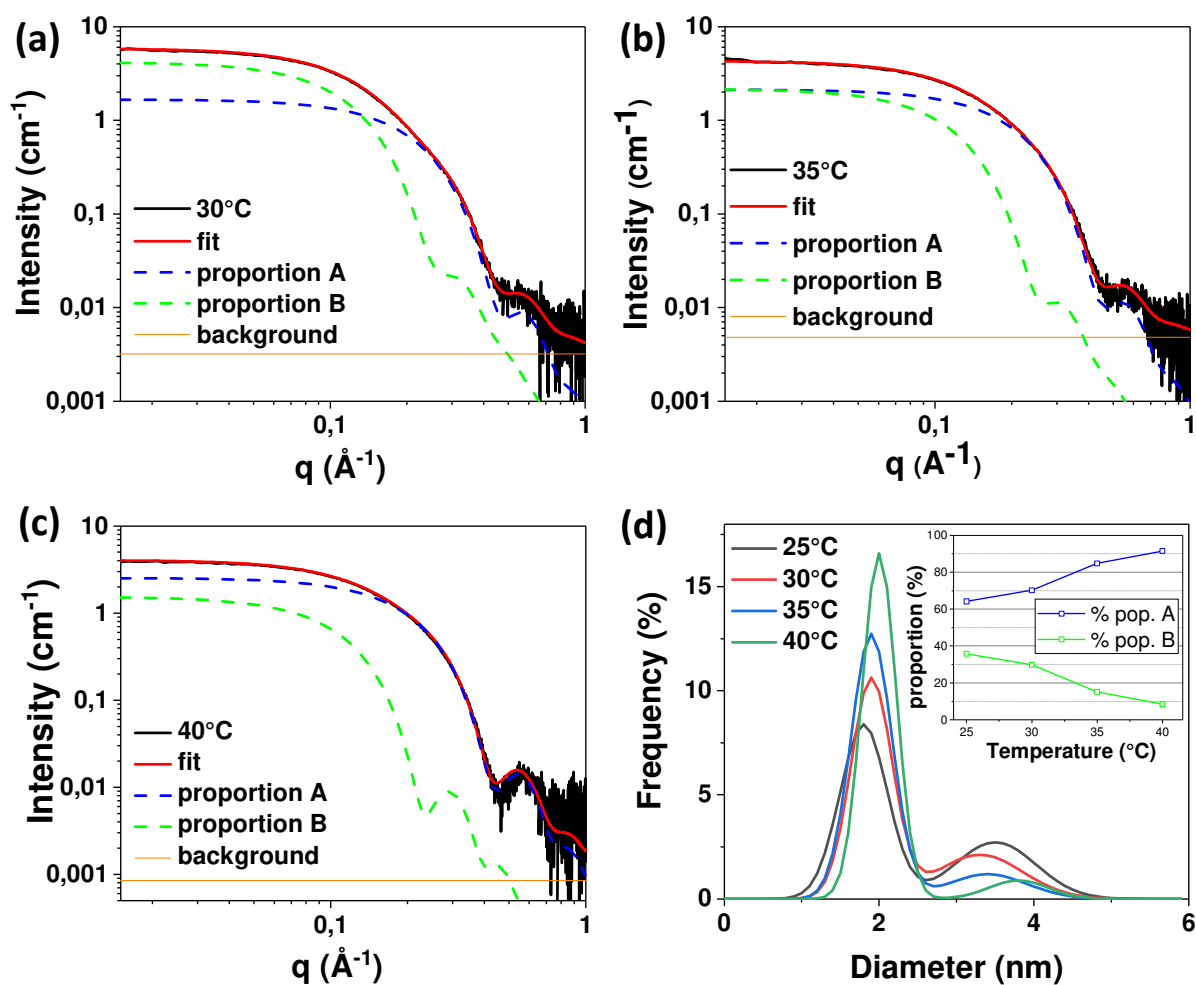 (a)
10
1
0,1
0,01
0,001
Intensity (cm-1)
30°C
fit
proportion A
proportion B
background
0,1
1
q (Å-1)
(b)
10
1
0,1
0,01
0,001
Intensity (cm-1)
35°C
fit
proportion A
proportion B
background
0,1
1
q (A-1)
(c)
10
1
0,1
0,01
0,001
Intensity (cm-1)
40°C
fit
proportion A
proportion B
background
0,1
1
q (Å-1)
(d)
15
10
5
0
Frequency (%)
25°C
30°C
35°C
40°C
0 2 4 6
Diameter (nm)
100
80
60
40
20
0
proportion (%)
% pop. A
% pop. B
25 30 35 40
Temperature (°C)